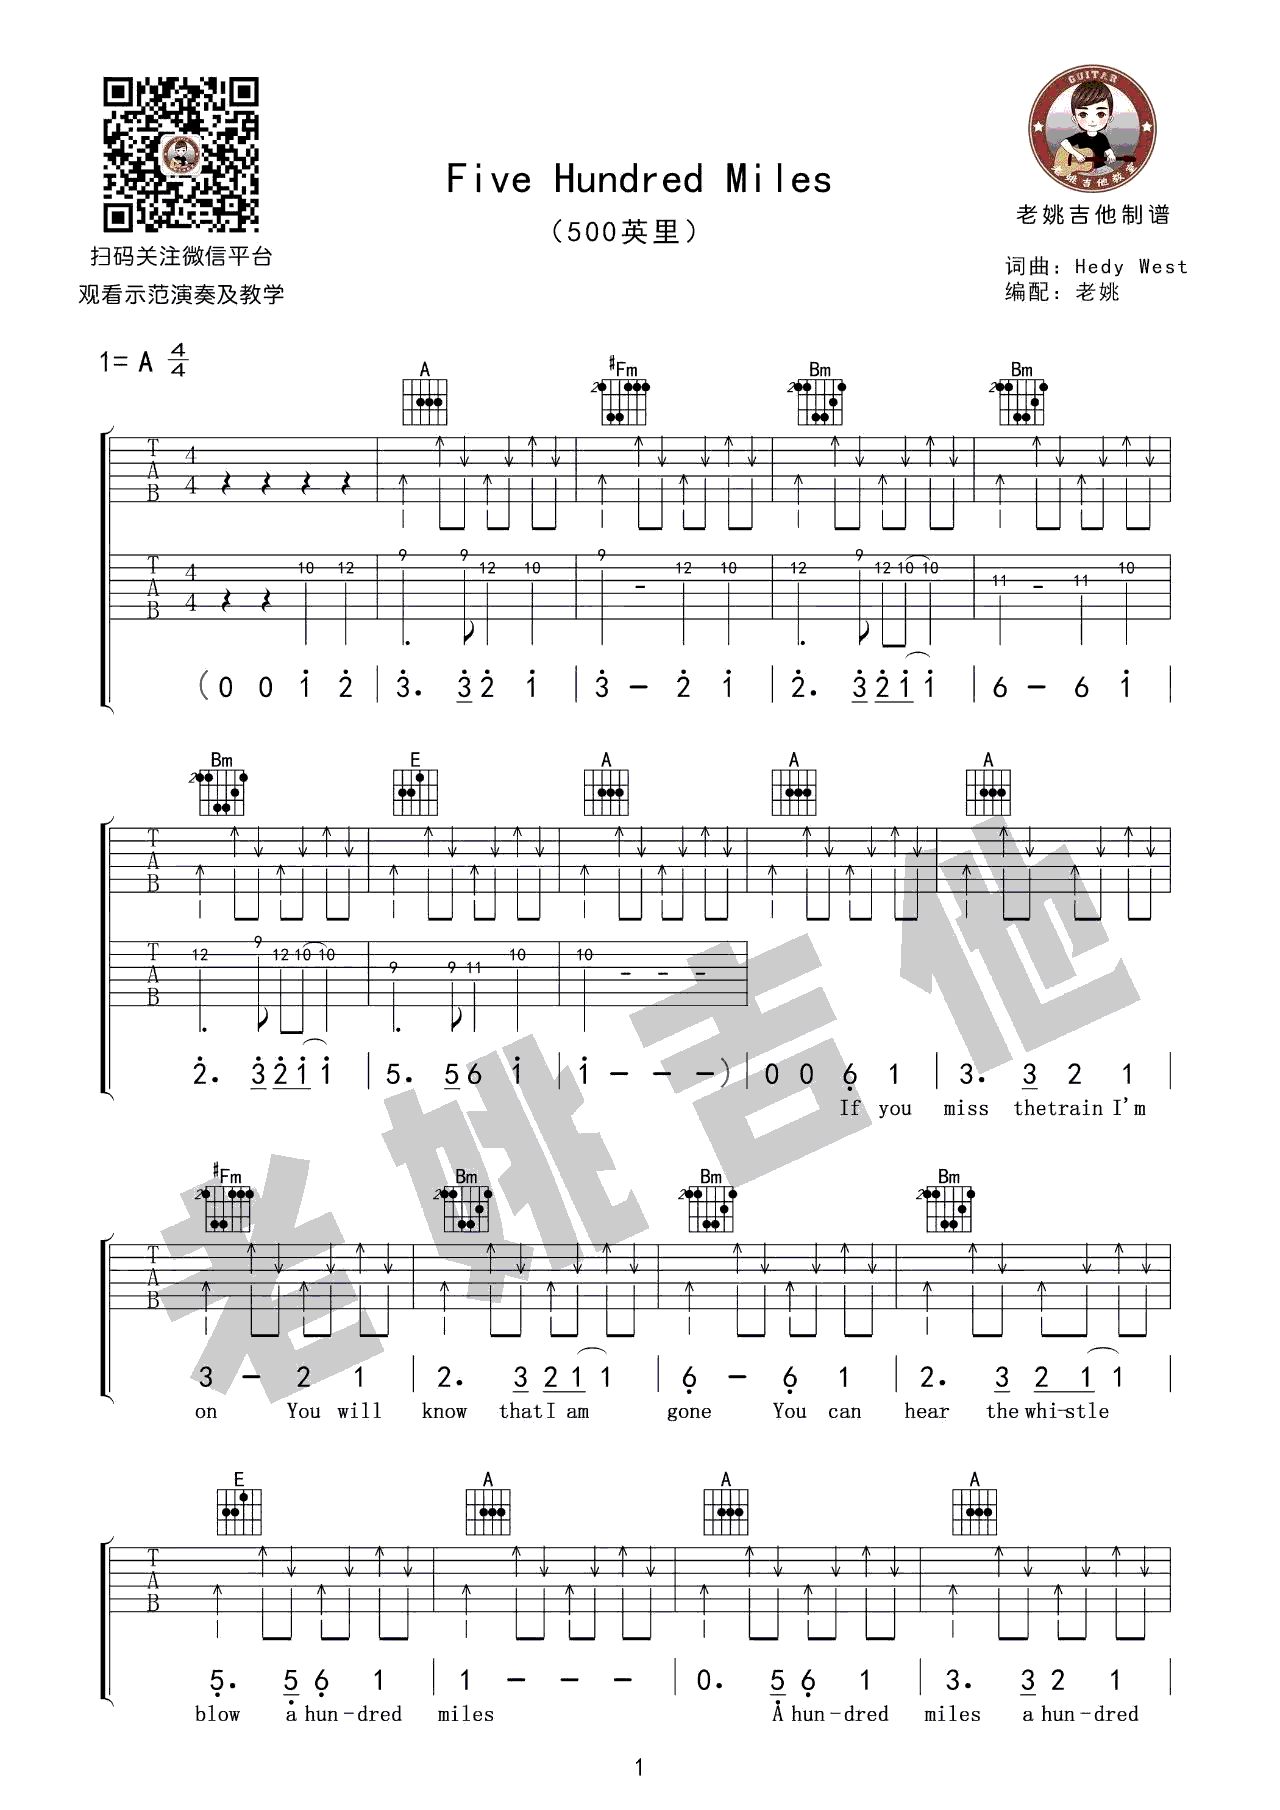 Five Hundred Miles
（500英里）
GUITAR
老姚吉他教室
老姚吉他制谱
扫码关注微信平台
观看示范演奏及教学
词曲：Hedy West
编配：老姚
1= A 4/4
A #Fm Bm Bm
2 2 2
T A B 4/4
T A B 4/4 10 12 9 9 12 10 9 - 12 10 12 9 12 10 10 11 - 11 10
(0 0 1 2 | 3. 3 2 1 | 3 - 2 1 | 2. 3 2 1 1 | 6 - 6 1 |
Bm E A A A
2
T A B
T A B 12 9 12 10 10 9 9 11 10 10 - - -
2. 3 2 1 1 | 5. 5 6 1 | 1 - - -) | 0 0 6 1 | 3. 3 2 1
If you miss thetrain I'm
#Fm Bm Bm Bm
2 2 2 2
T A B
3 - 2 1 | 2. 3 2 1 1 | 6 - 6 1 | 2. 3 2 1 1 |
on You will know thatI am gone You can hear the whi-stle
E A A A
T A B
5. 5 6 1 | 1 - - - | 0. 5 6 1 | 3. 3 2 1 |
blow a hun-dred miles A hun-dred miles a hun-dred
老姚吉他
1